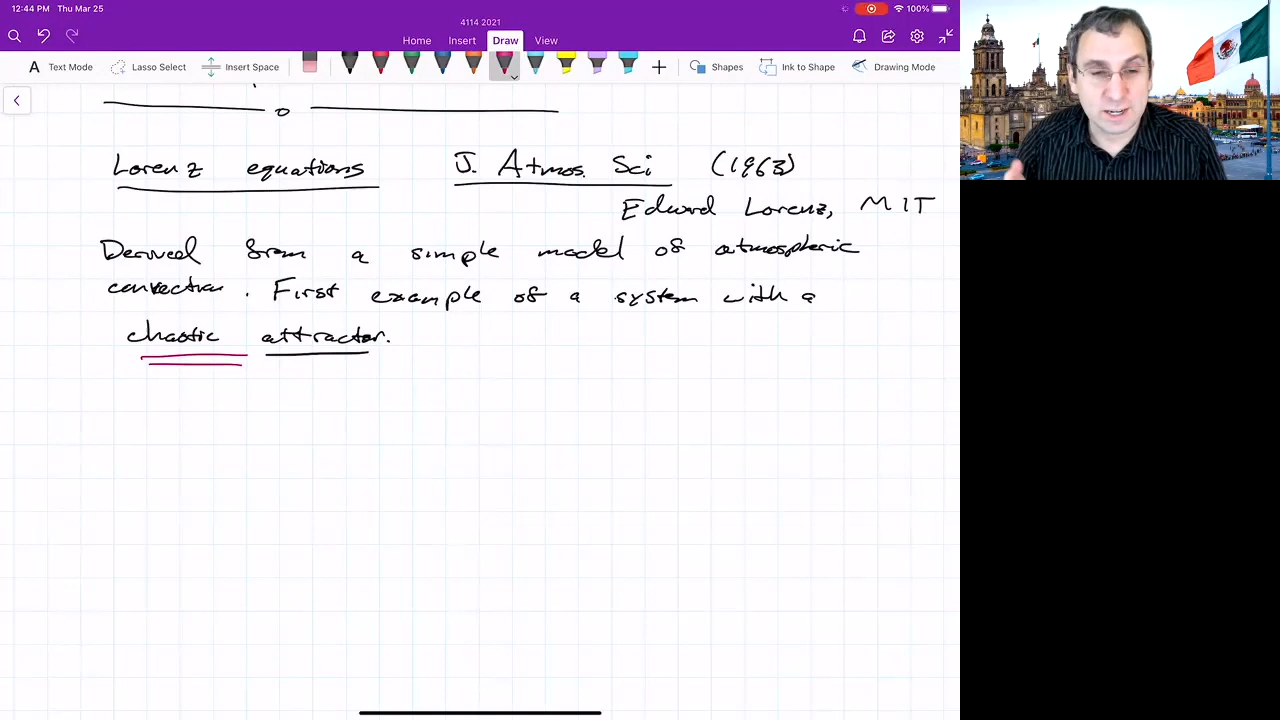 12:44 PM Thu Mar 25
100%
4114 2021
Home Insert Draw View
Text Mode Lasso Select Insert Space Shapes Ink to Shape Drawing Mode
Lorenz equations J. Atmos. Sci (1963)
Edward Lorenz, MIT
Derived from a simple model of atmospheric
convection. First example of a system with a
chaotic attractor.